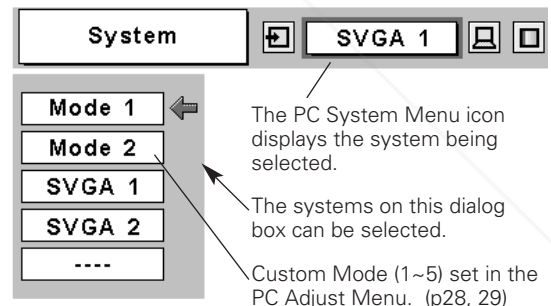 System
SVGA 1
Mode 1
Mode 2
SVGA 1
SVGA 2
----
The PC System Menu icon
displays the system being
selected.
The systems on this dialog
box can be selected.
Custom Mode (1~5) set in the
PC Adjust Menu.  (p28, 29)